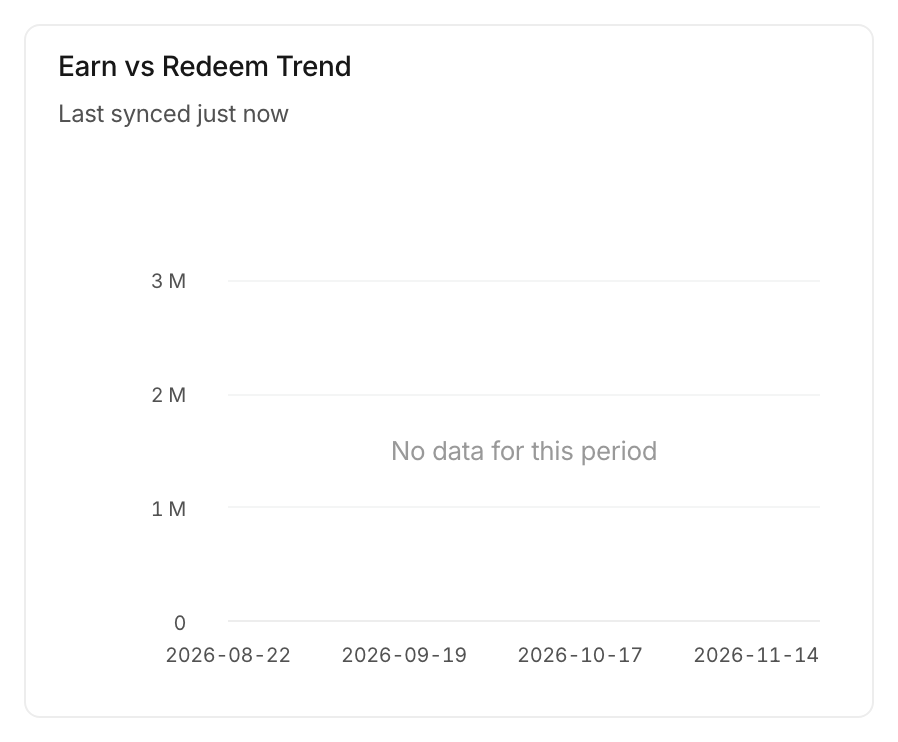 Earn vs Redeem Trend
Last synced just now
3 M
2 M
No data for this period
1 M
0
2026-08-22 2026-09-19 2026-10-17 2026-11-14